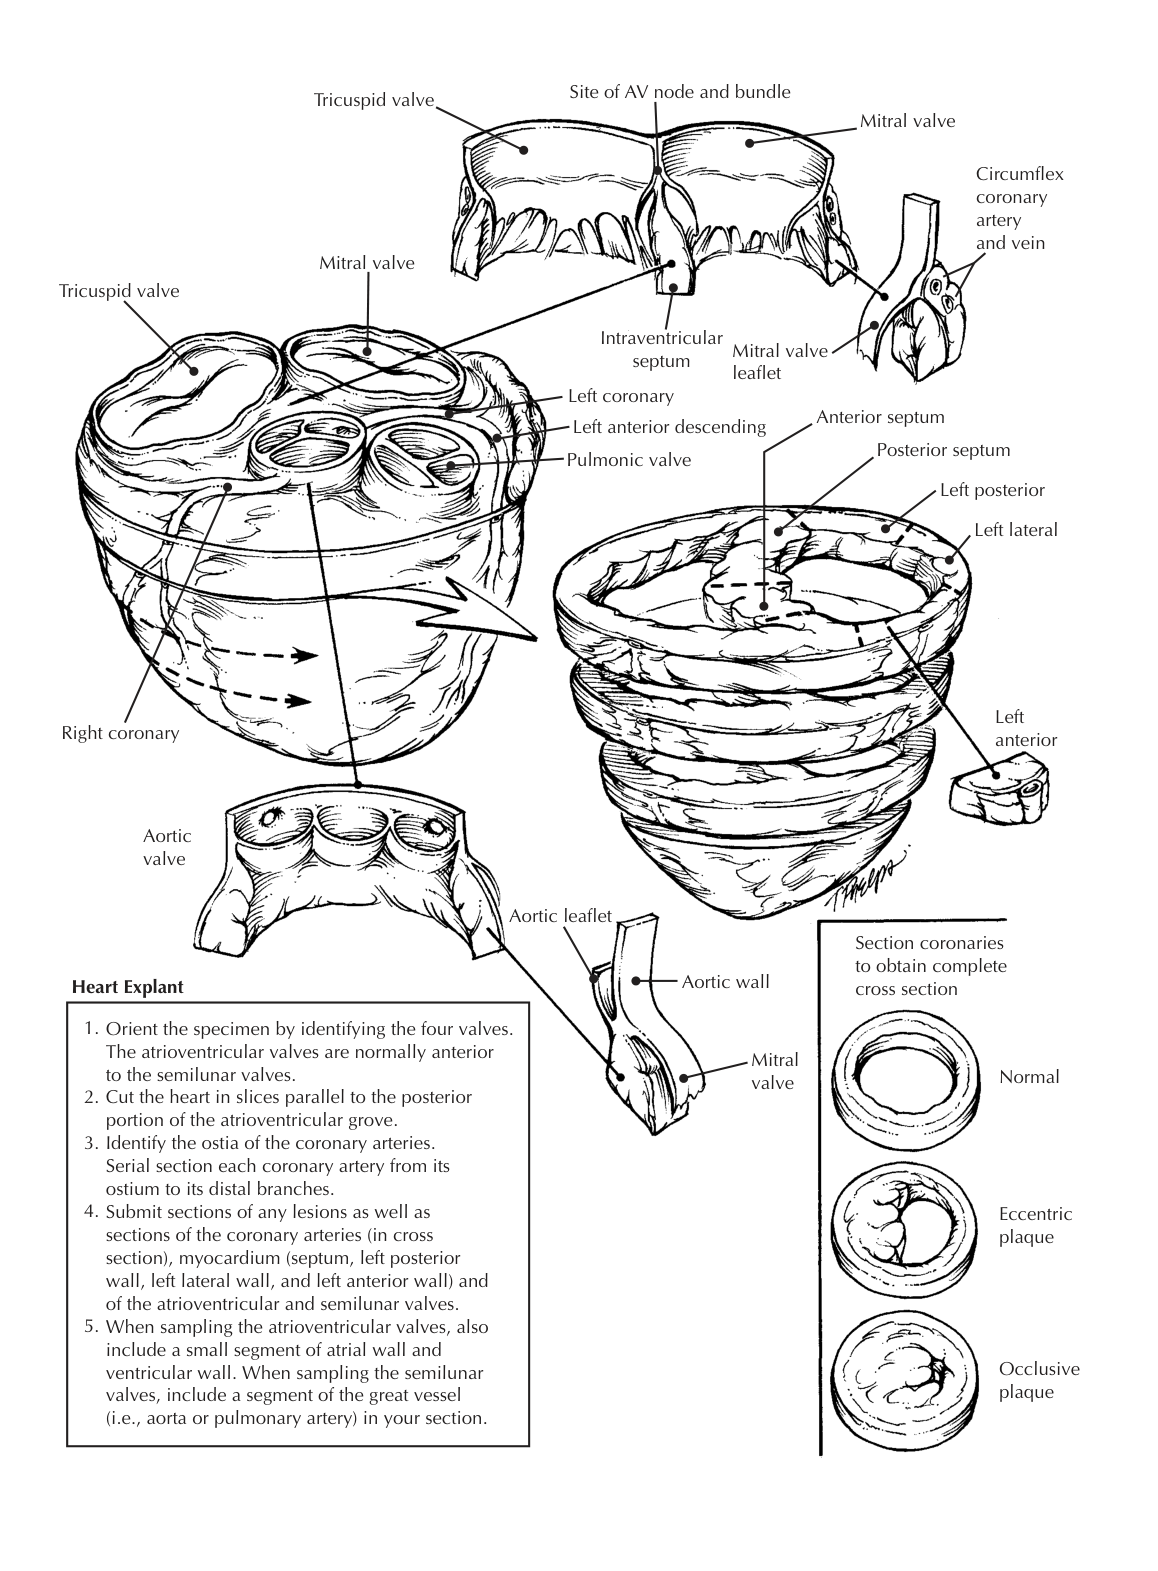 Tricuspid valve
Site of AV node and bundle
Mitral valve
Circumflex
coronary
artery
and vein
Mitral valve
Tricuspid valve
Intraventricular
septum
Mitral valve
leaflet
Left coronary
Left anterior descending
Pulmonic valve
Anterior septum
Posterior septum
Left posterior
Left lateral
Right coronary
Left
anterior
Aortic
valve
T Phelps
Aortic leaflet
Aortic wall
Mitral
valve
Section coronaries
to obtain complete
cross section
Normal
Eccentric
plaque
Occlusive
plaque
Heart Explant
1. Orient the specimen by identifying the four valves.
The atrioventricular valves are normally anterior
to the semilunar valves.
2. Cut the heart in slices parallel to the posterior
portion of the atrioventricular grove.
3. Identify the ostia of the coronary arteries.
Serial section each coronary artery from its
ostium to its distal branches.
4. Submit sections of any lesions as well as
sections of the coronary arteries (in cross
section), myocardium (septum, left posterior
wall, left lateral wall, and left anterior wall) and
of the atrioventricular and semilunar valves.
5. When sampling the atrioventricular valves, also
include a small segment of atrial wall and
ventricular wall. When sampling the semilunar
valves, include a segment of the great vessel
(i.e., aorta or pulmonary artery) in your section.